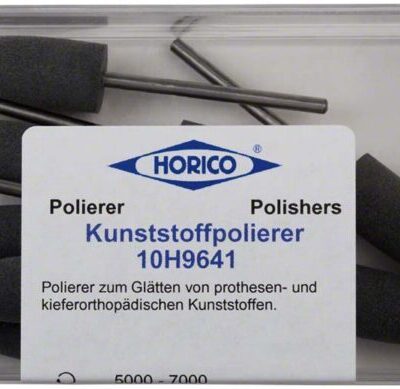 HORICO ®
Polierer Polishers
Kunststoffpolierer
10H9641
Polierer zum Glätten von prothesen- und
kieferorthopädischen Kunststoffen.
5000 - 7000